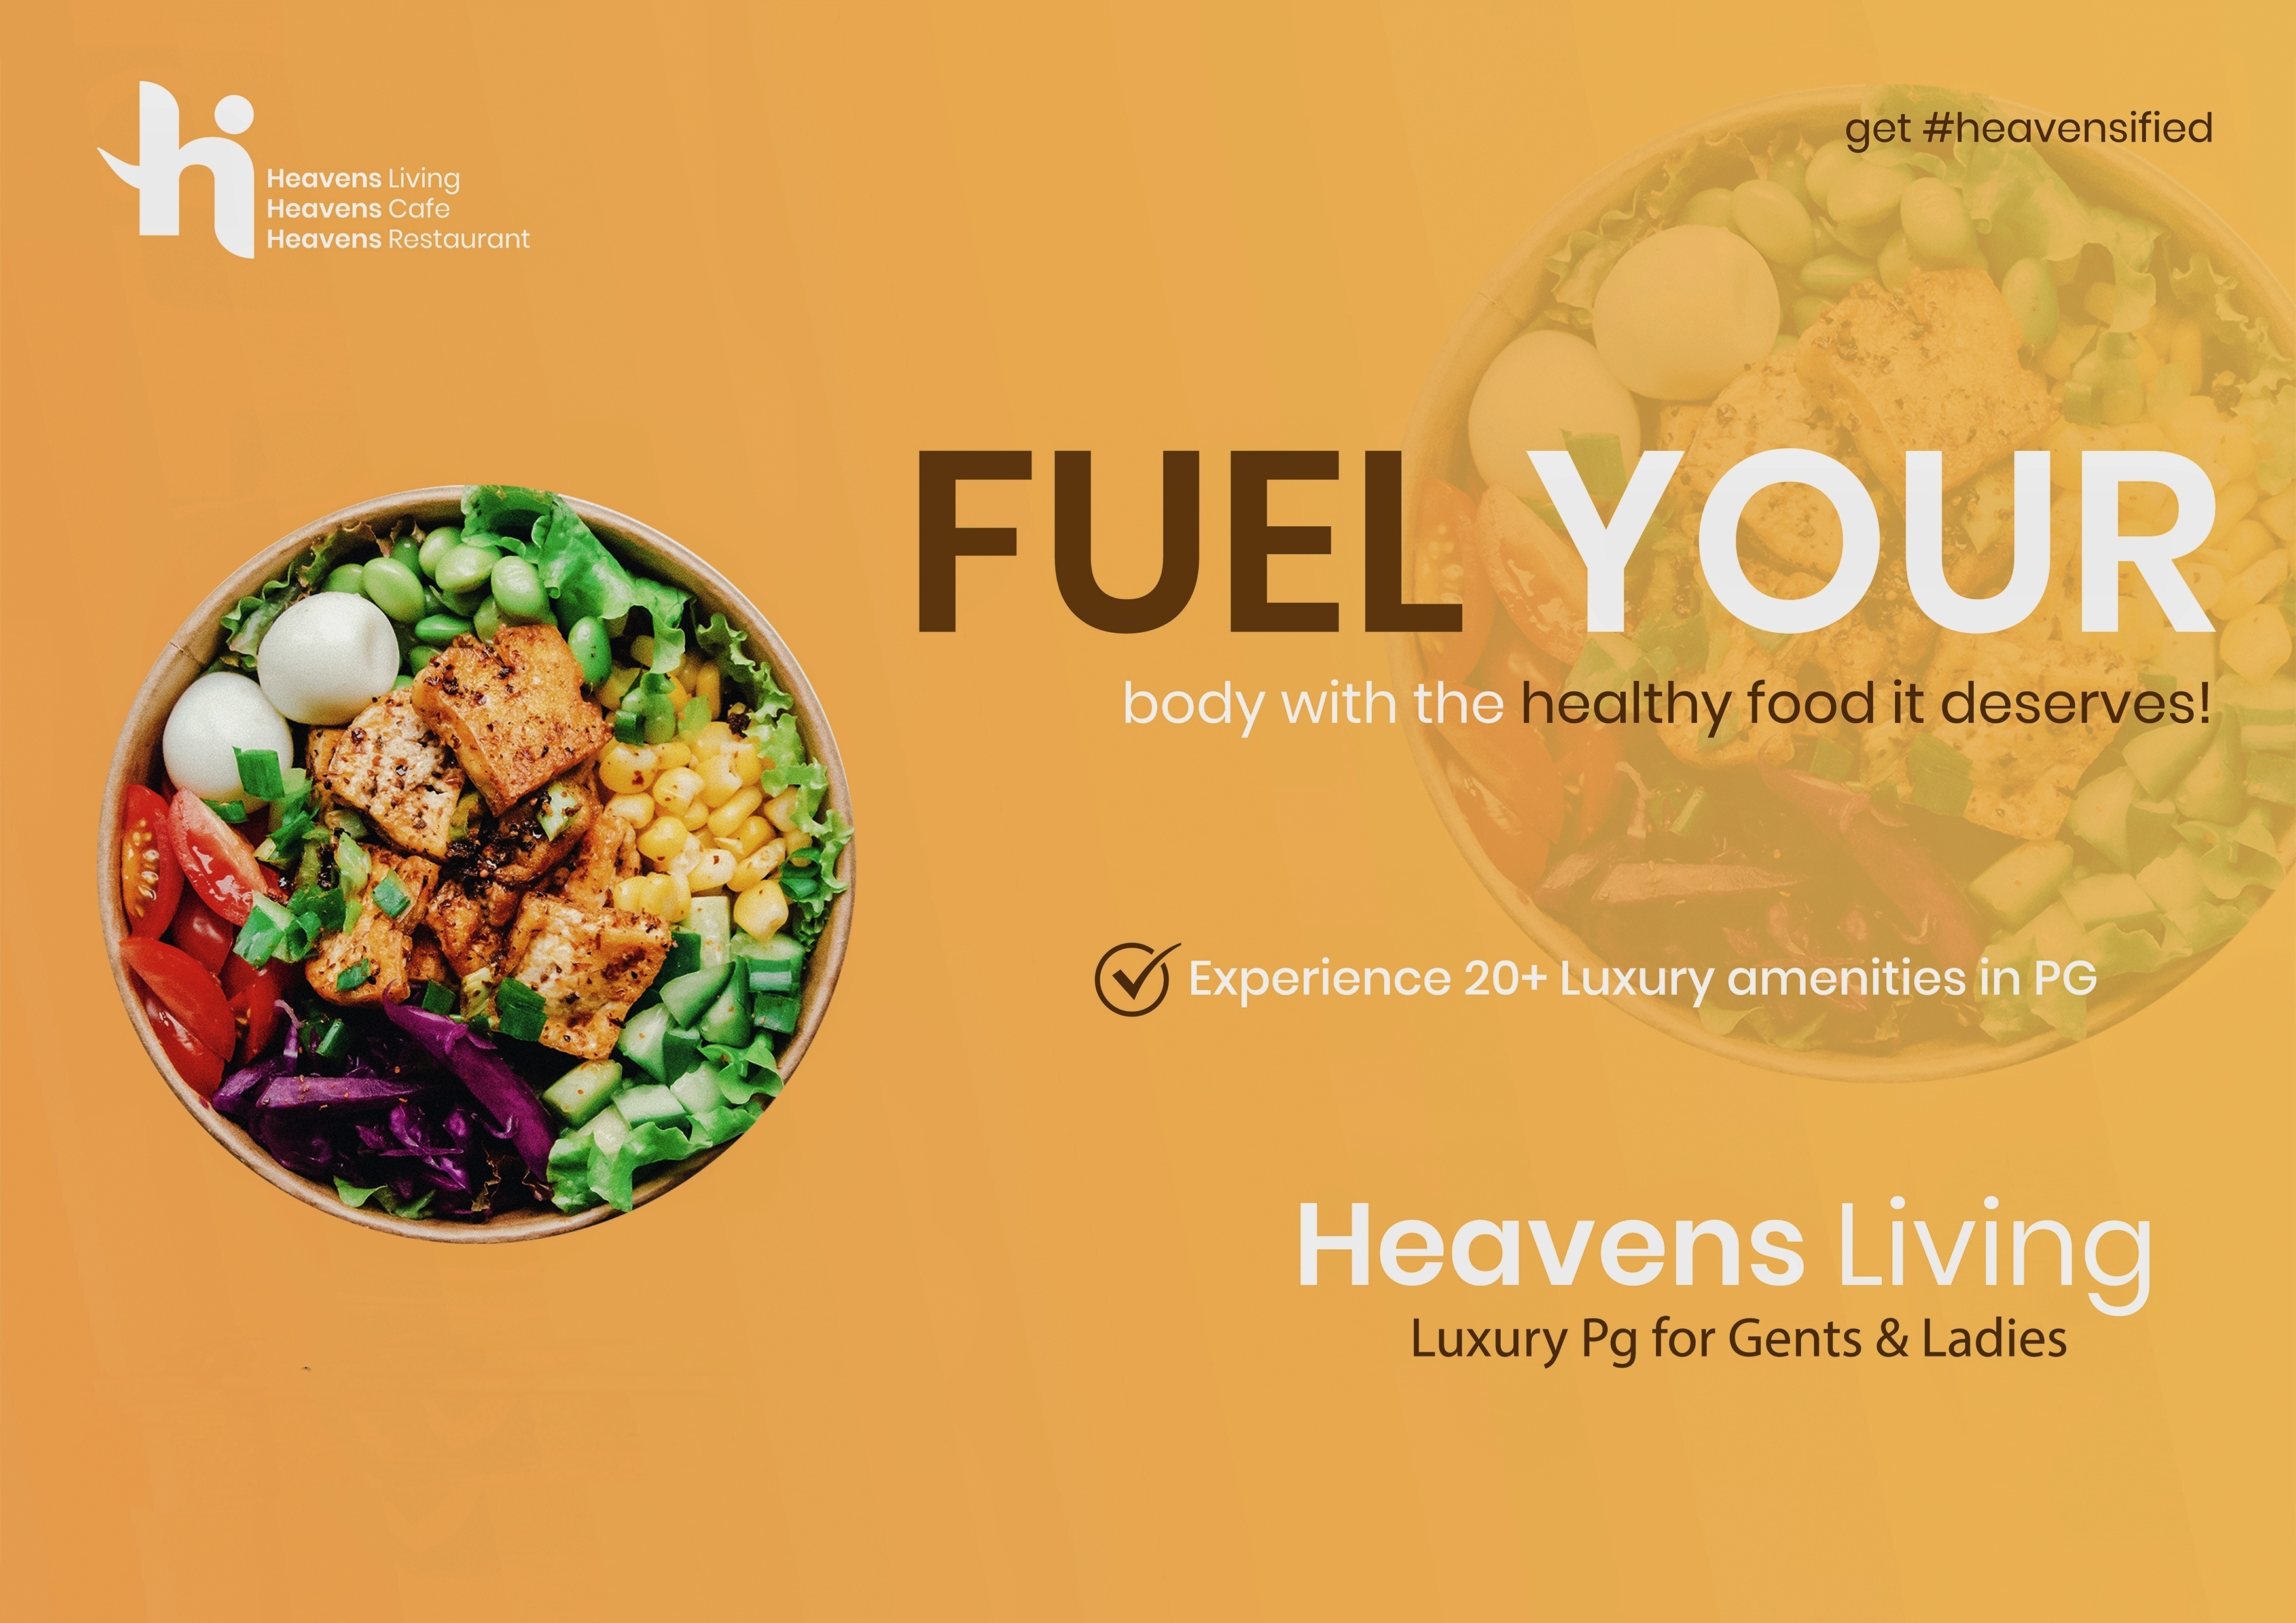 Heavens Living
Heavens Cafe
Heavens Restaurant
get #heavensified
FUEL YOUR
body with the healthy food it deserves!
Experience 20+ Luxury amenities in PG
Heavens Living
Luxury Pg for Gents & Ladies